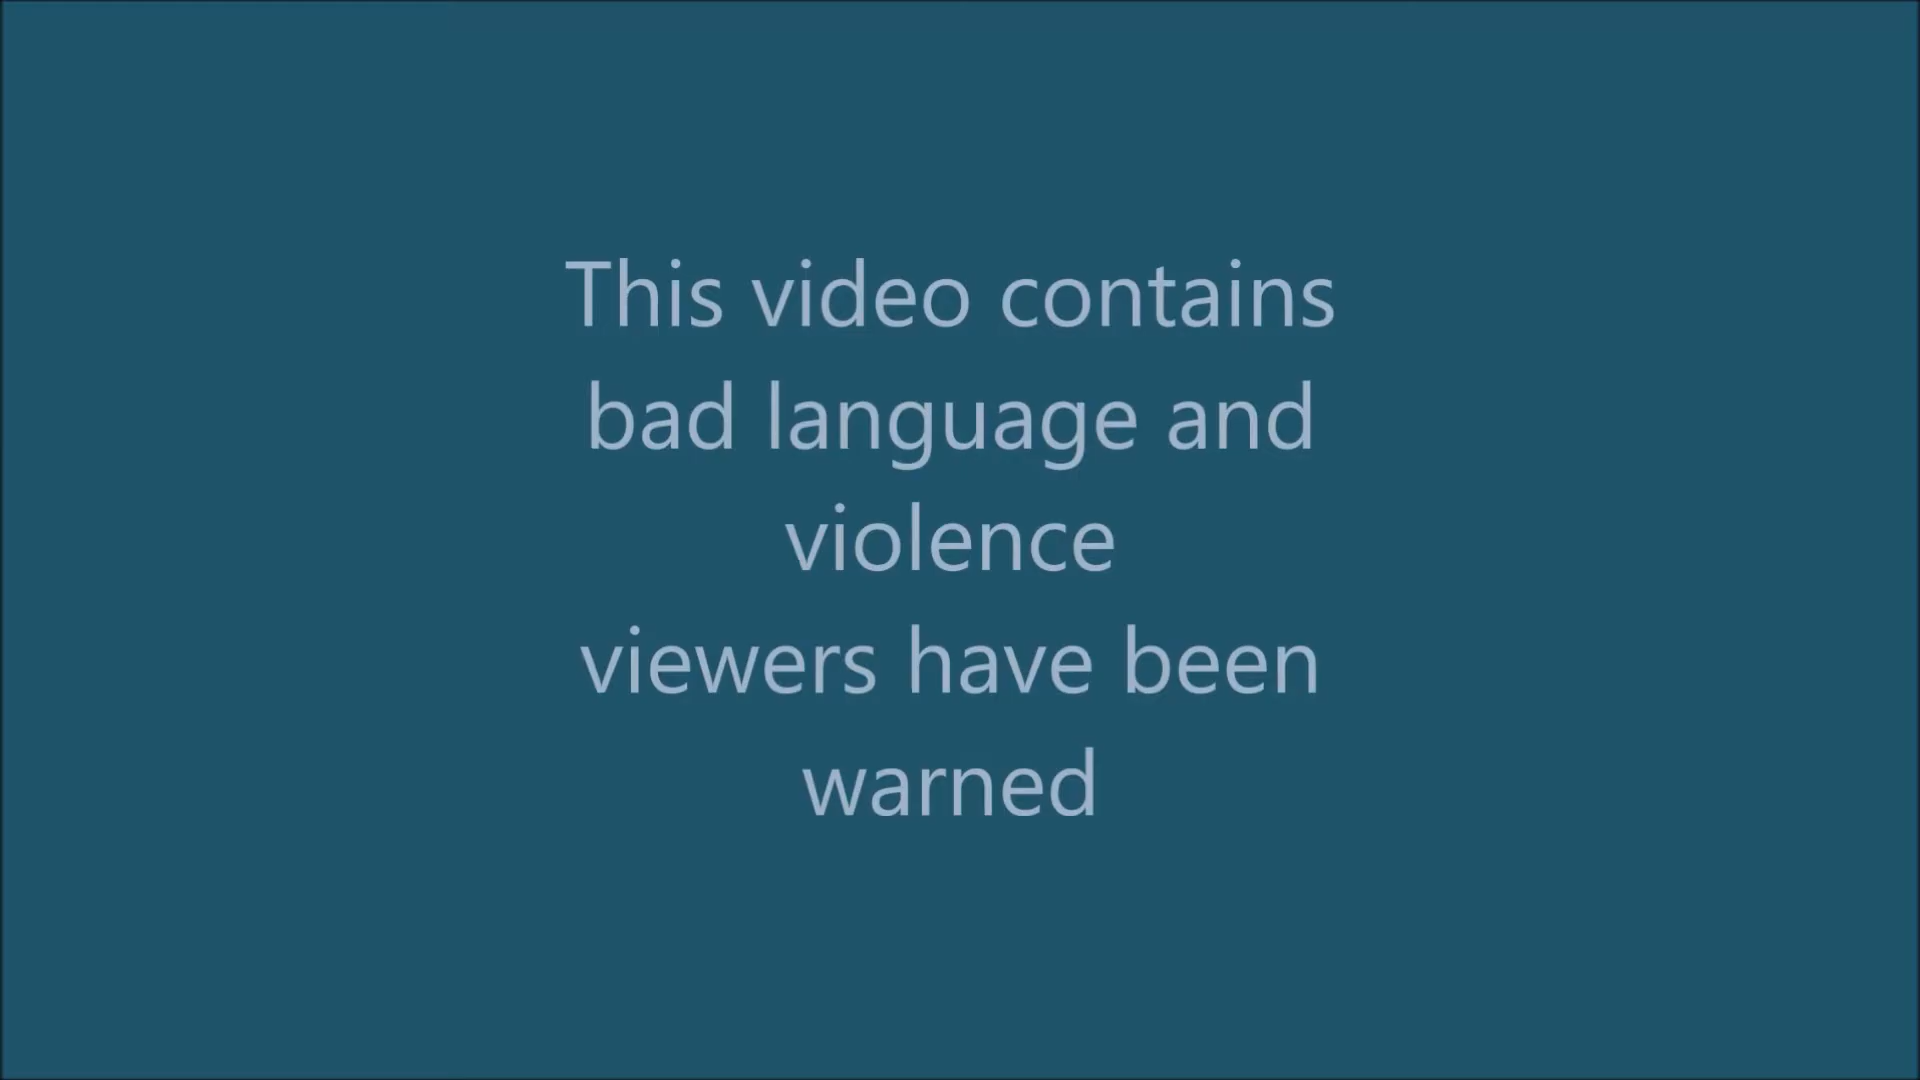 This video contains
bad language and
violence
viewers have been
warned